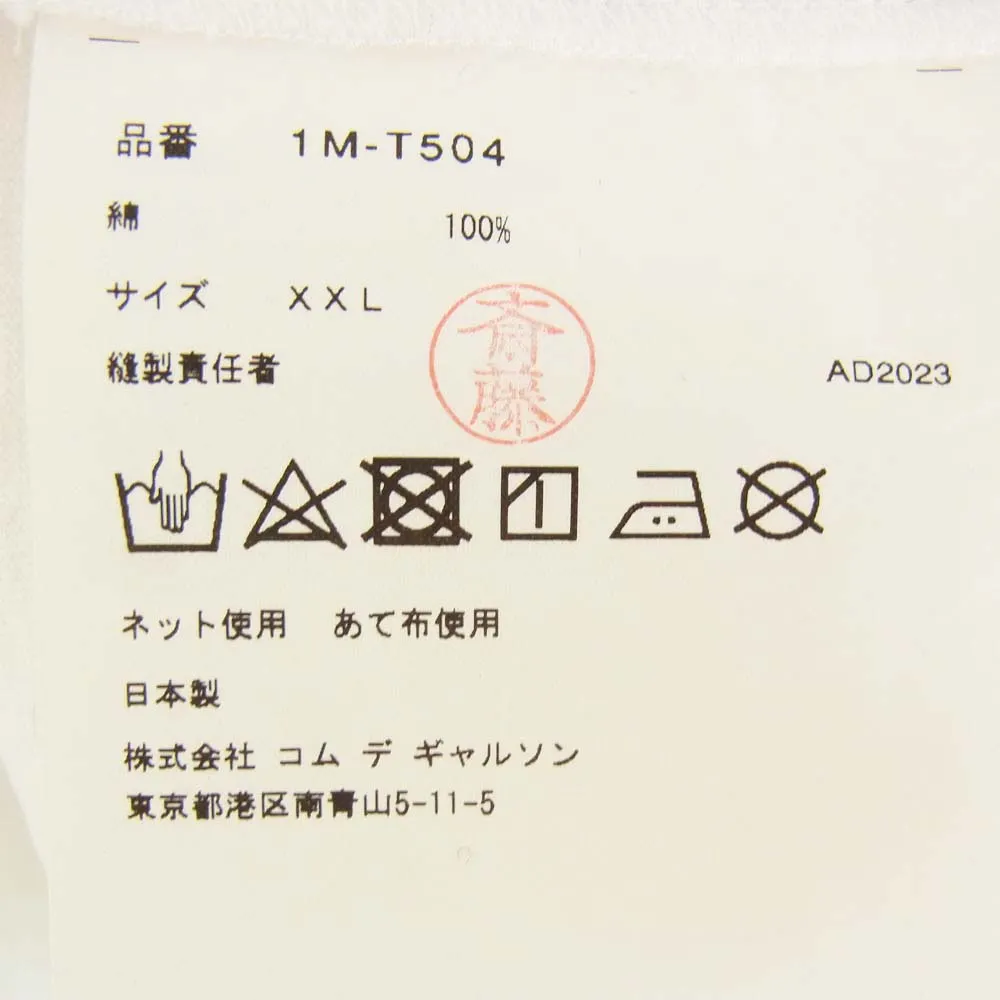 品番 1M-T504
綿 100%
サイズ XXL
斎藤
縫製責任者 AD2023
ネット使用 あて布使用
日本製
株式会社 コム デ ギャルソン
東京都港区南青山5-11-5